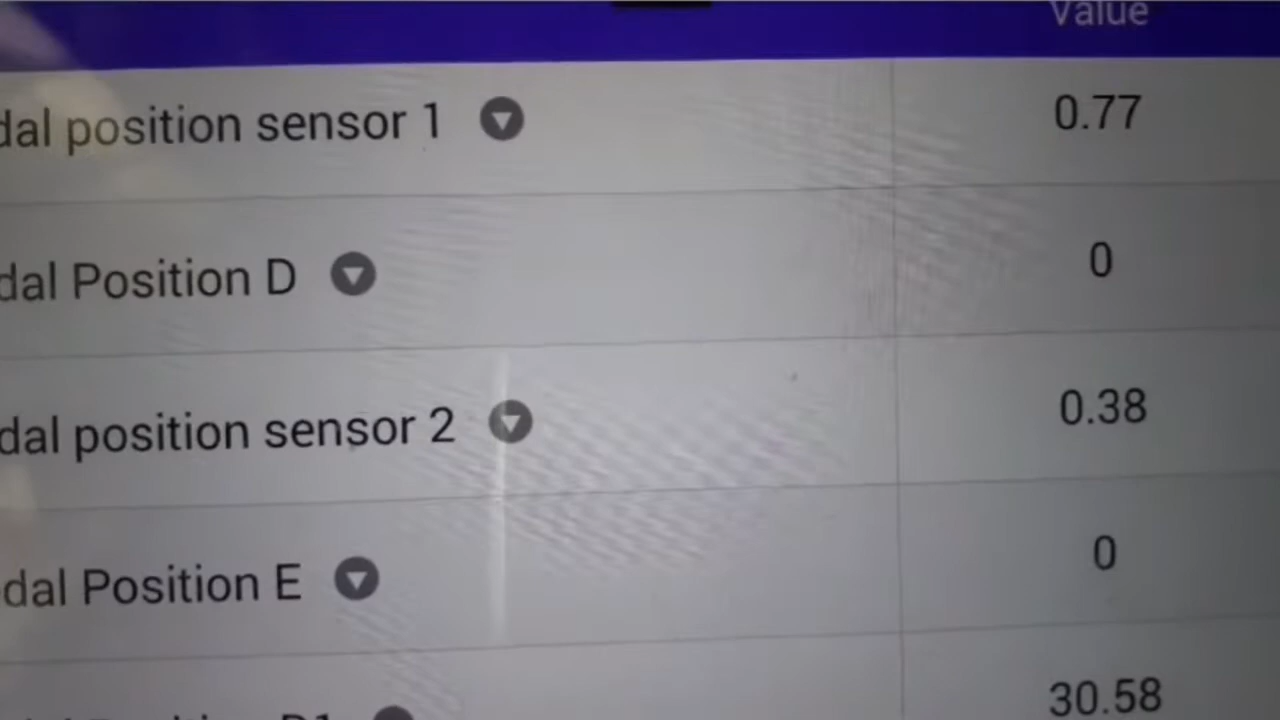 Value
dal position sensor 1 0.77
dal Position D 0
dal position sensor 2 0.38
dal Position E 0
30.58